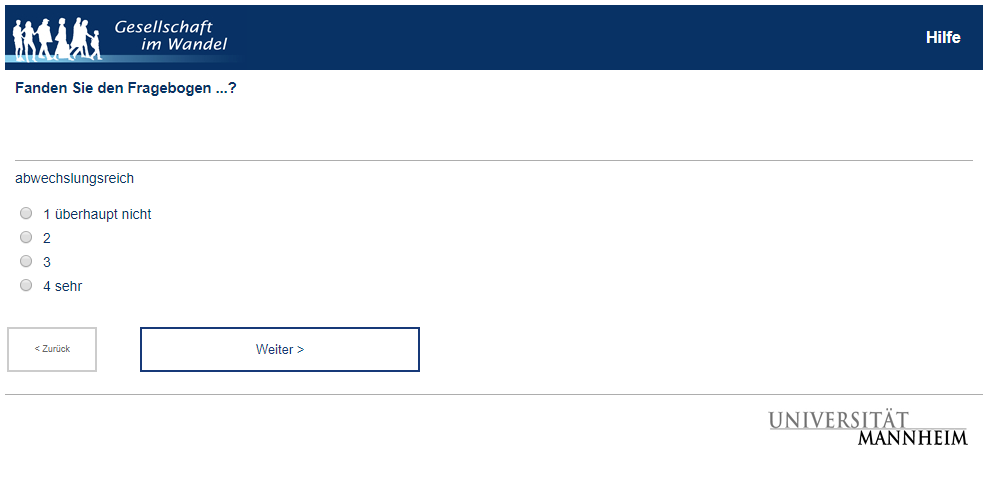 Gesellschaft
im Wandel
Hilfe
Fanden Sie den Fragebogen ...?
abwechslungsreich
1 überhaupt nicht
2
3
4 sehr
< Zurück
Weiter >
UNIVERSITÄT
MANNHEIM